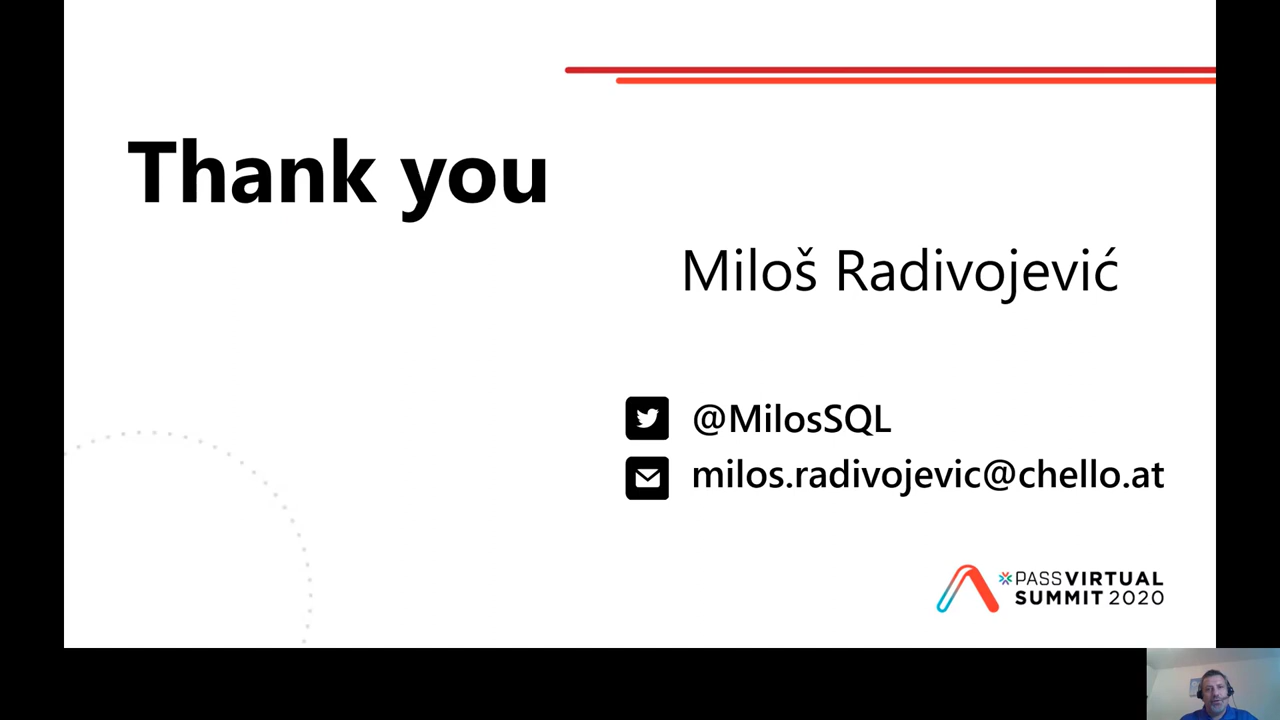 Thank you
Miloš Radivojević
@MilosSQL
milos.radivojevic@chello.at
PASS VIRTUAL
SUMMIT 2020